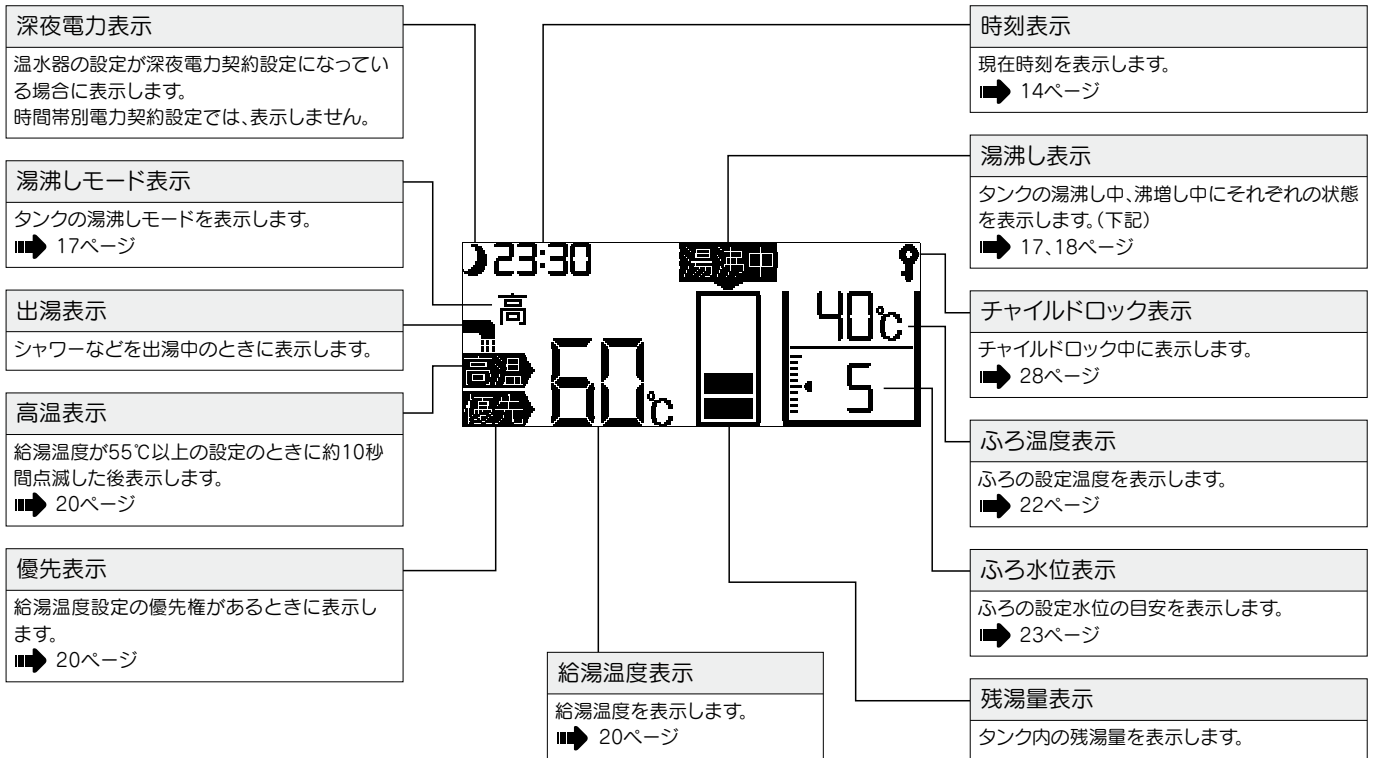 深夜電力表示
温水器の設定が深夜電力契約設定になってい
る場合に表示します。
時間帯別電力契約設定では、表示しません。
湯沸しモード表示
タンクの湯沸しモードを表示します。
17ページ
出湯表示
シャワーなどを出湯中のときに表示します。
高温表示
給湯温度が55℃以上の設定のときに約10秒
間点滅した後表示します。
20ページ
優先表示
給湯温度設定の優先権があるときに表示し
ます。
20ページ
23:30
湯沸中
高
高温
優先
60℃
40℃
5
給湯温度表示
給湯温度を表示します。
20ページ
時刻表示
現在時刻を表示します。
14ページ
湯沸し表示
タンクの湯沸し中、沸増し中にそれぞれの状態
を表示します。(下記)
17、18ページ
チャイルドロック表示
チャイルドロック中に表示します。
28ページ
ふろ温度表示
ふろの設定温度を表示します。
22ページ
ふろ水位表示
ふろの設定水位の目安を表示します。
23ページ
残湯量表示
タンク内の残湯量を表示します。